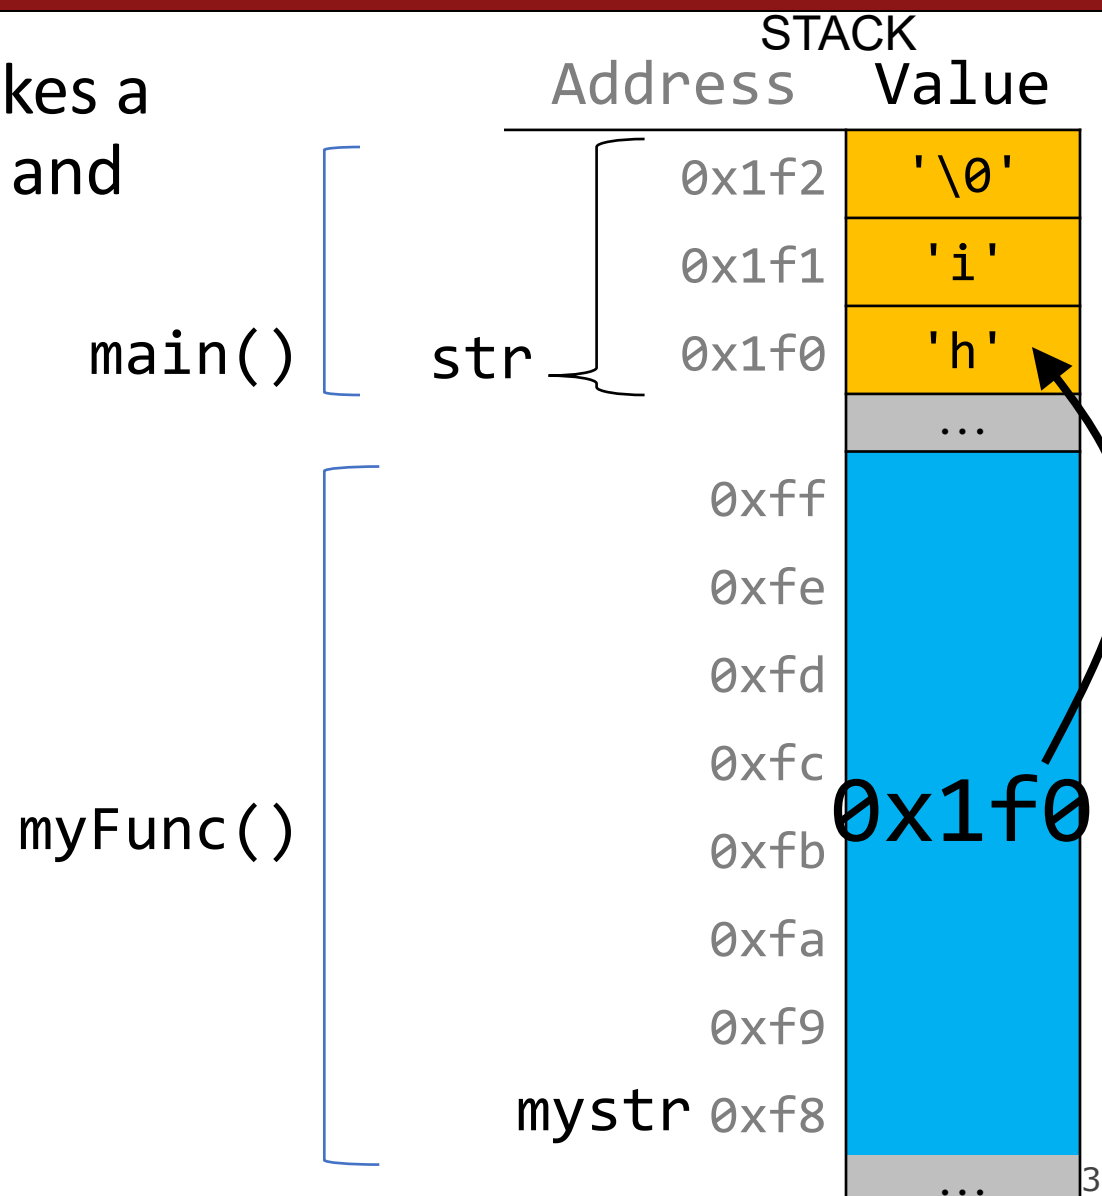 STACK
kes a
and
Address Value
0x1f2 '\0'
0x1f1 'i'
main() str 0x1f0 'h'
...
0xff
0xfe
0xfd
0xfc
0x1f0
myFunc() 0xfb
0xfa
0xf9
mystr 0xf8
...
3